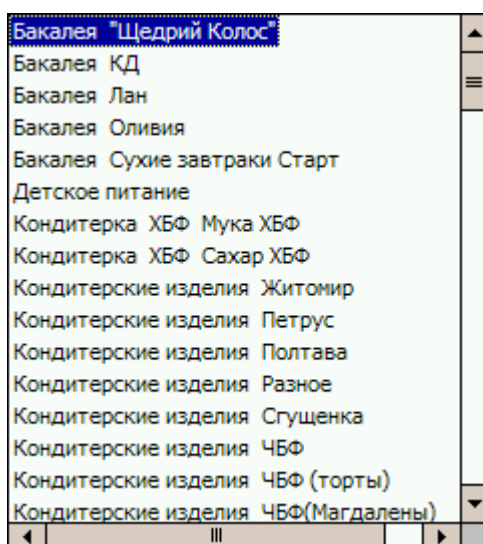 Бакалея "Щедрий Колос"
Бакалея КД
Бакалея Лан
Бакалея Оливия
Бакалея Сухие завтраки Старт
Детское питание
Кондитерка ХБФ Мука ХБФ
Кондитерка ХБФ Сахар ХБФ
Кондитерские изделия Житомир
Кондитерские изделия Петрус
Кондитерские изделия Полтава
Кондитерские изделия Разное
Кондитерские изделия Сгущенка
Кондитерские изделия ЧБФ
Кондитерские изделия ЧБФ (торты)
Кондитерские изделия ЧБФ(Магдалены)